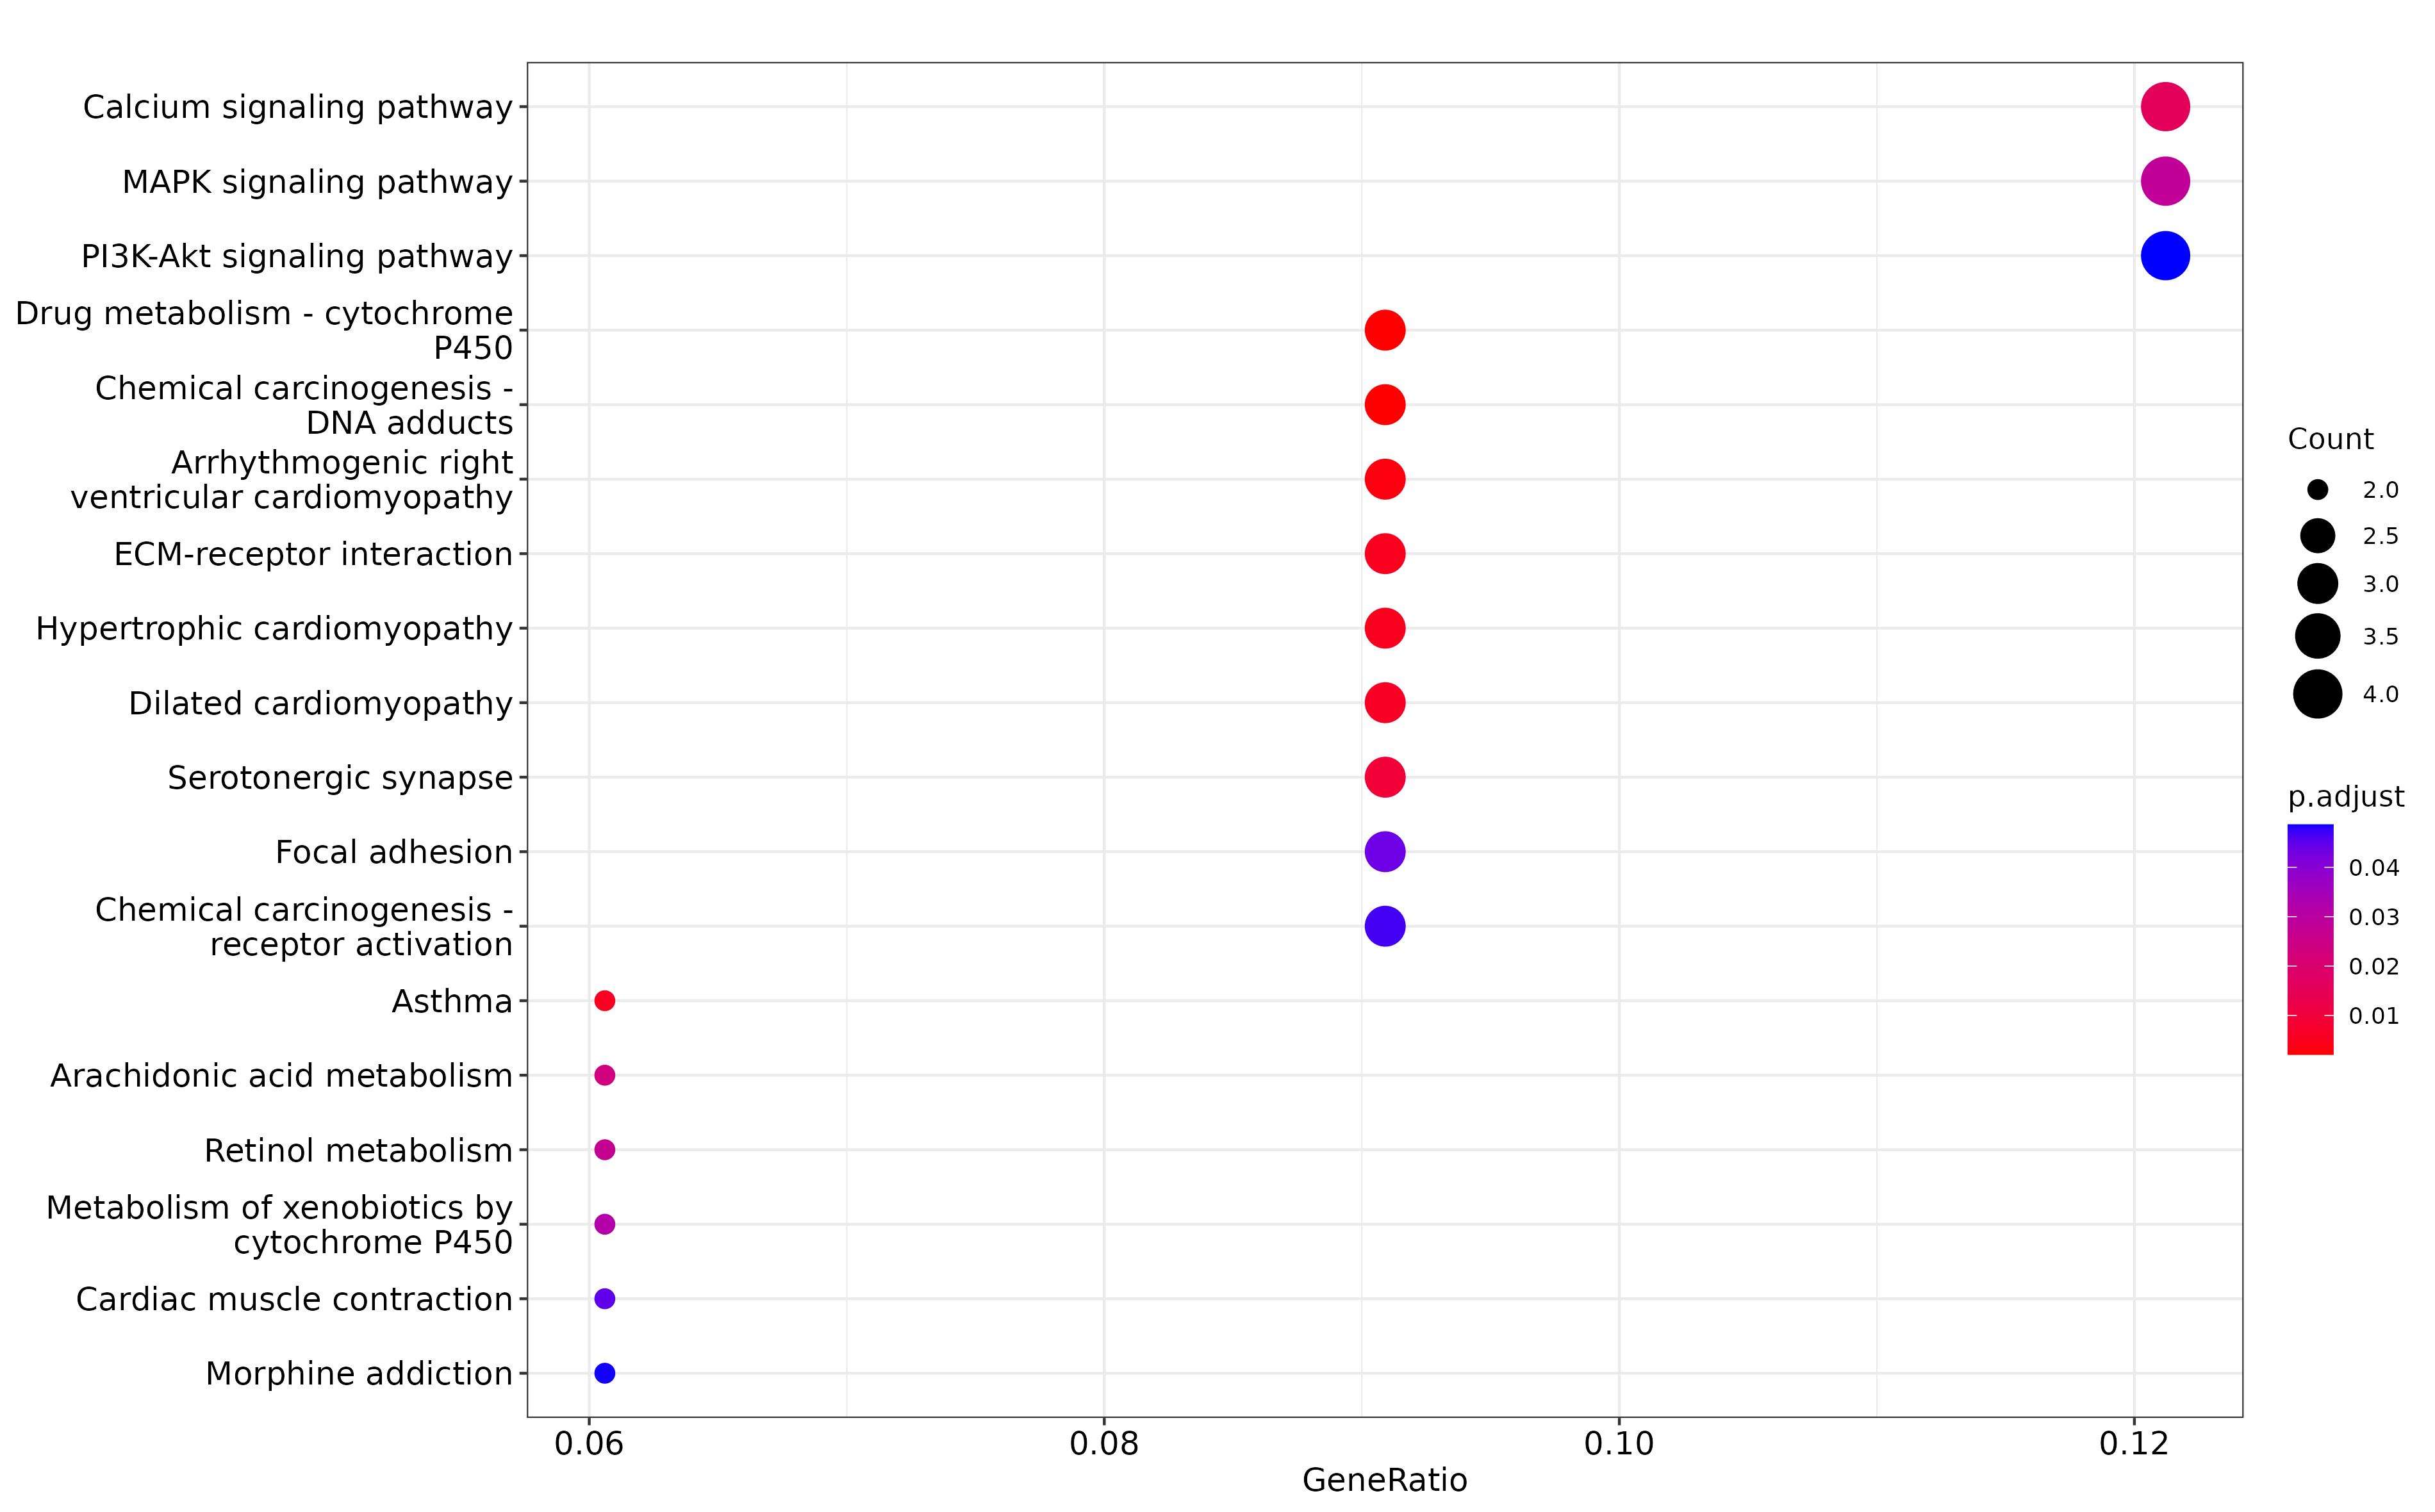 Calcium signaling pathway
MAPK signaling pathway
PI3K-Akt signaling pathway
Drug metabolism - cytochrome
P450
Chemical carcinogenesis -
DNA adducts
Arrhythmogenic right
ventricular cardiomyopathy
ECM-receptor interaction
Hypertrophic cardiomyopathy
Dilated cardiomyopathy
Serotonergic synapse
Focal adhesion
Chemical carcinogenesis -
receptor activation
Asthma
Arachidonic acid metabolism
Retinol metabolism
Metabolism of xenobiotics by
cytochrome P450
Cardiac muscle contraction
Morphine addiction
0.06 0.08 0.10 0.12
GeneRatio
Count
2.0
2.5
3.0
3.5
4.0
p.adjust
0.04
0.03
0.02
0.01